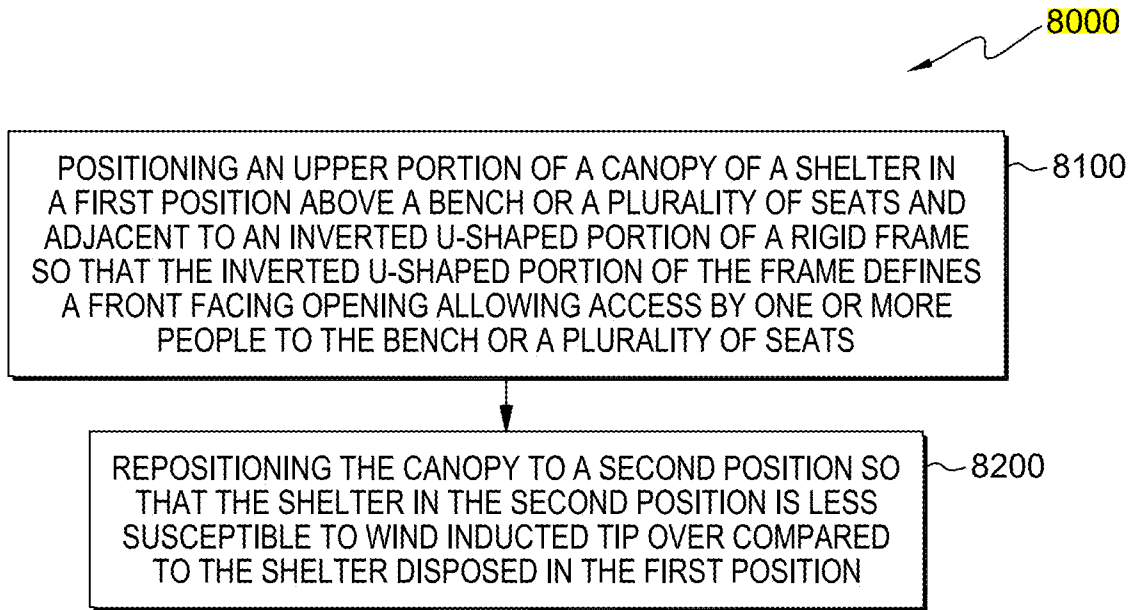 8000
POSITIONING AN UPPER PORTION OF A CANOPY OF A SHELTER IN
A FIRST POSITION ABOVE A BENCH OR A PLURALITY OF SEATS AND
ADJACENT TO AN INVERTED U-SHAPED PORTION OF A RIGID FRAME
SO THAT THE INVERTED U-SHAPED PORTION OF THE FRAME DEFINES
A FRONT FACING OPENING ALLOWING ACCESS BY ONE OR MORE
PEOPLE TO THE BENCH OR A PLURALITY OF SEATS
8100
REPOSITIONING THE CANOPY TO A SECOND POSITION SO
THAT THE SHELTER IN THE SECOND POSITION IS LESS
SUSCEPTIBLE TO WIND INDUCTED TIP OVER COMPARED
TO THE SHELTER DISPOSED IN THE FIRST POSITION
8200